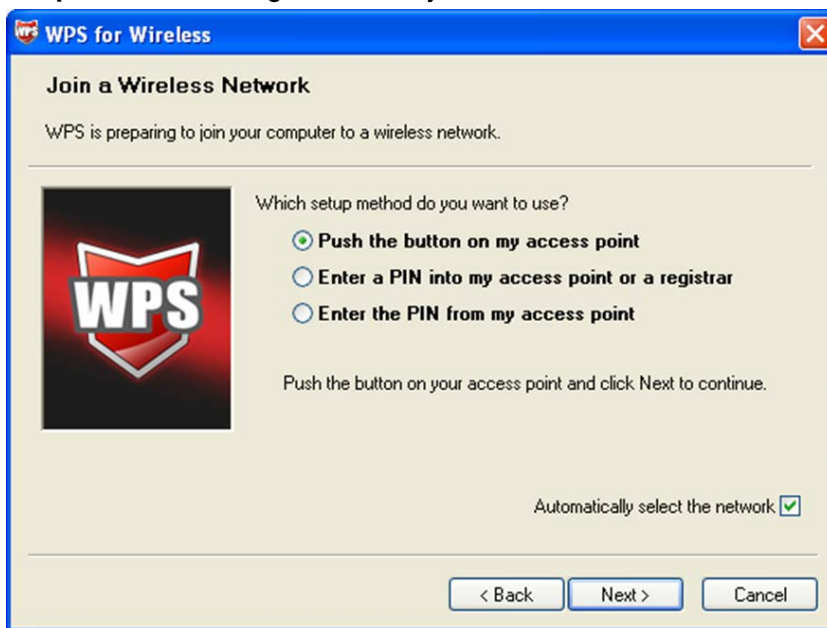 WPS for Wireless
Join a Wireless Network
WPS is preparing to join your computer to a wireless network.
Which setup method do you want to use?
Push the button on my access point
Enter a PIN into my access point or a registrar
Enter the PIN from my access point
WPS
Push the button on your access point and click Next to continue.
Automatically select the network
< Back
Next >
Cancel